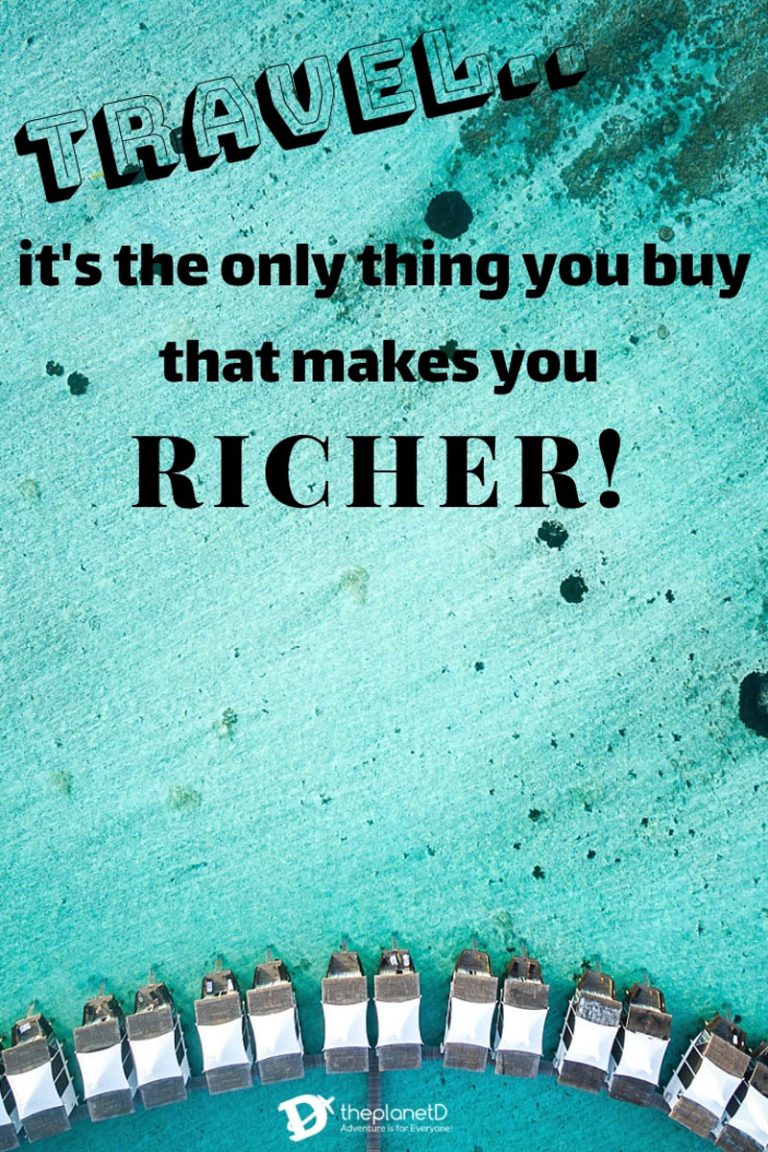 TRAVEL...
it's the only thing you buy
that makes you
RICHER!
theplanetD
Adventure is for Everyone!